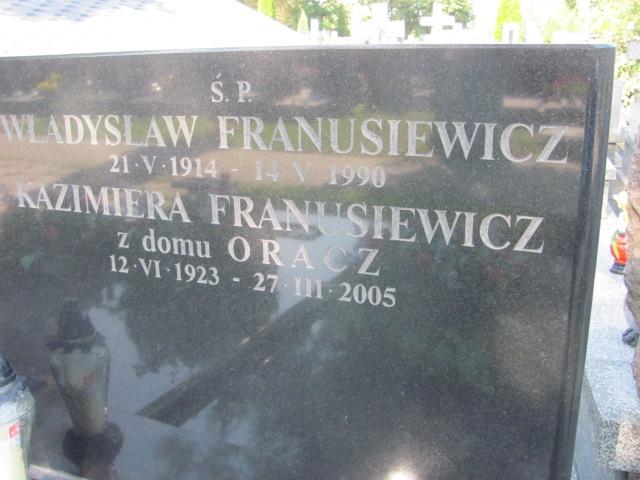 Ś. P.
WŁADYSŁAW FRANUSIEWICZ
21·V·1914 - 14·V·1990
KAZIMIERA FRANUSIEWICZ
z domu ORACZ
12·VI·1923 - 27·III·2005